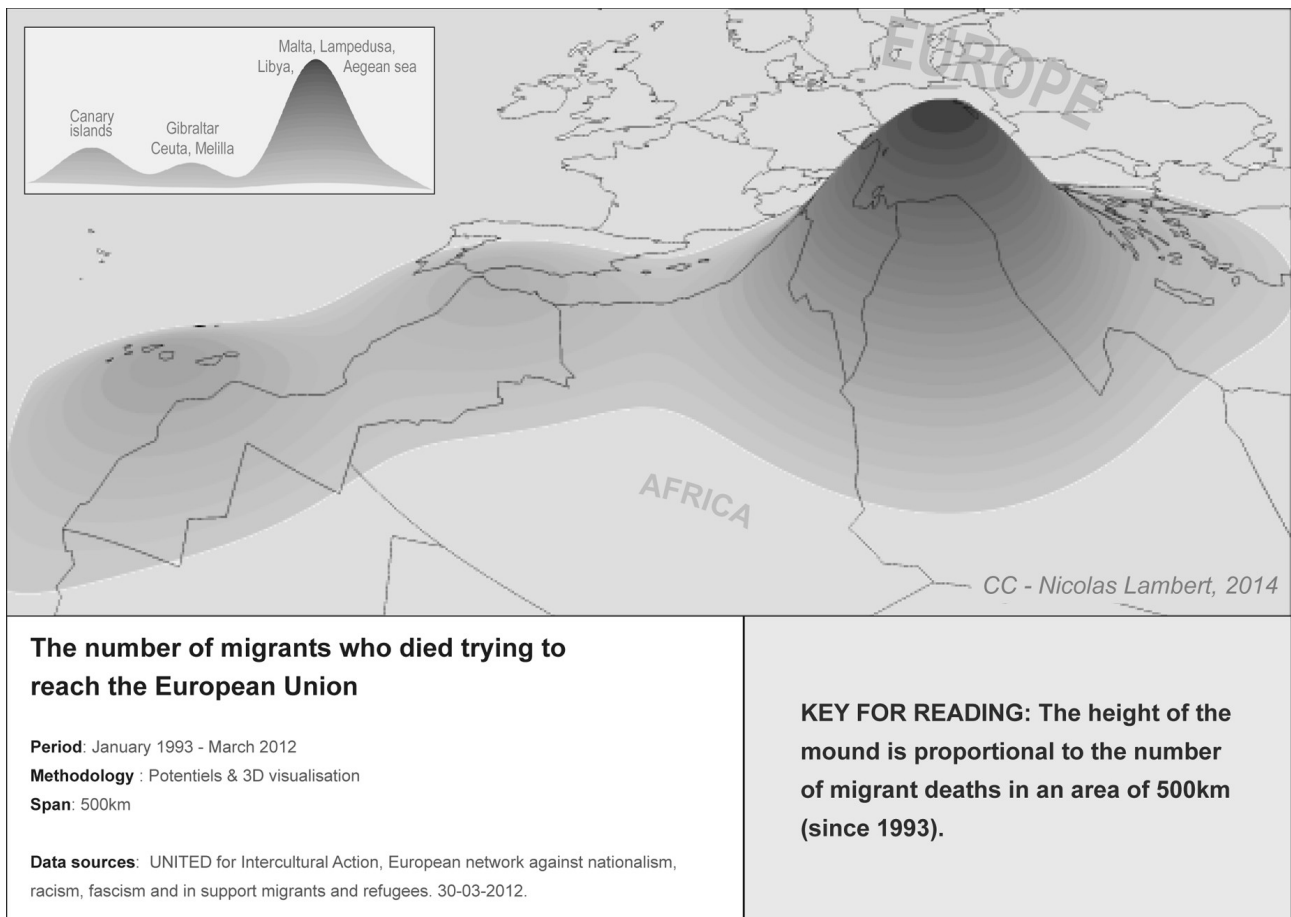 Malta, Lampedusa,
Libya, Aegean sea
Canary
islands
Gibraltar
Ceuta, Melilla
EUROPE
AFRICA
CC - Nicolas Lambert, 2014
The number of migrants who died trying to
reach the European Union
Period: January 1993 - March 2012
Methodology : Potentiels & 3D visualisation
Span: 500km
Data sources: UNITED for Intercultural Action, European network against nationalism,
racism, fascism and in support migrants and refugees. 30-03-2012.
KEY FOR READING: The height of the
mound is proportional to the number
of migrant deaths in an area of 500km
(since 1993).